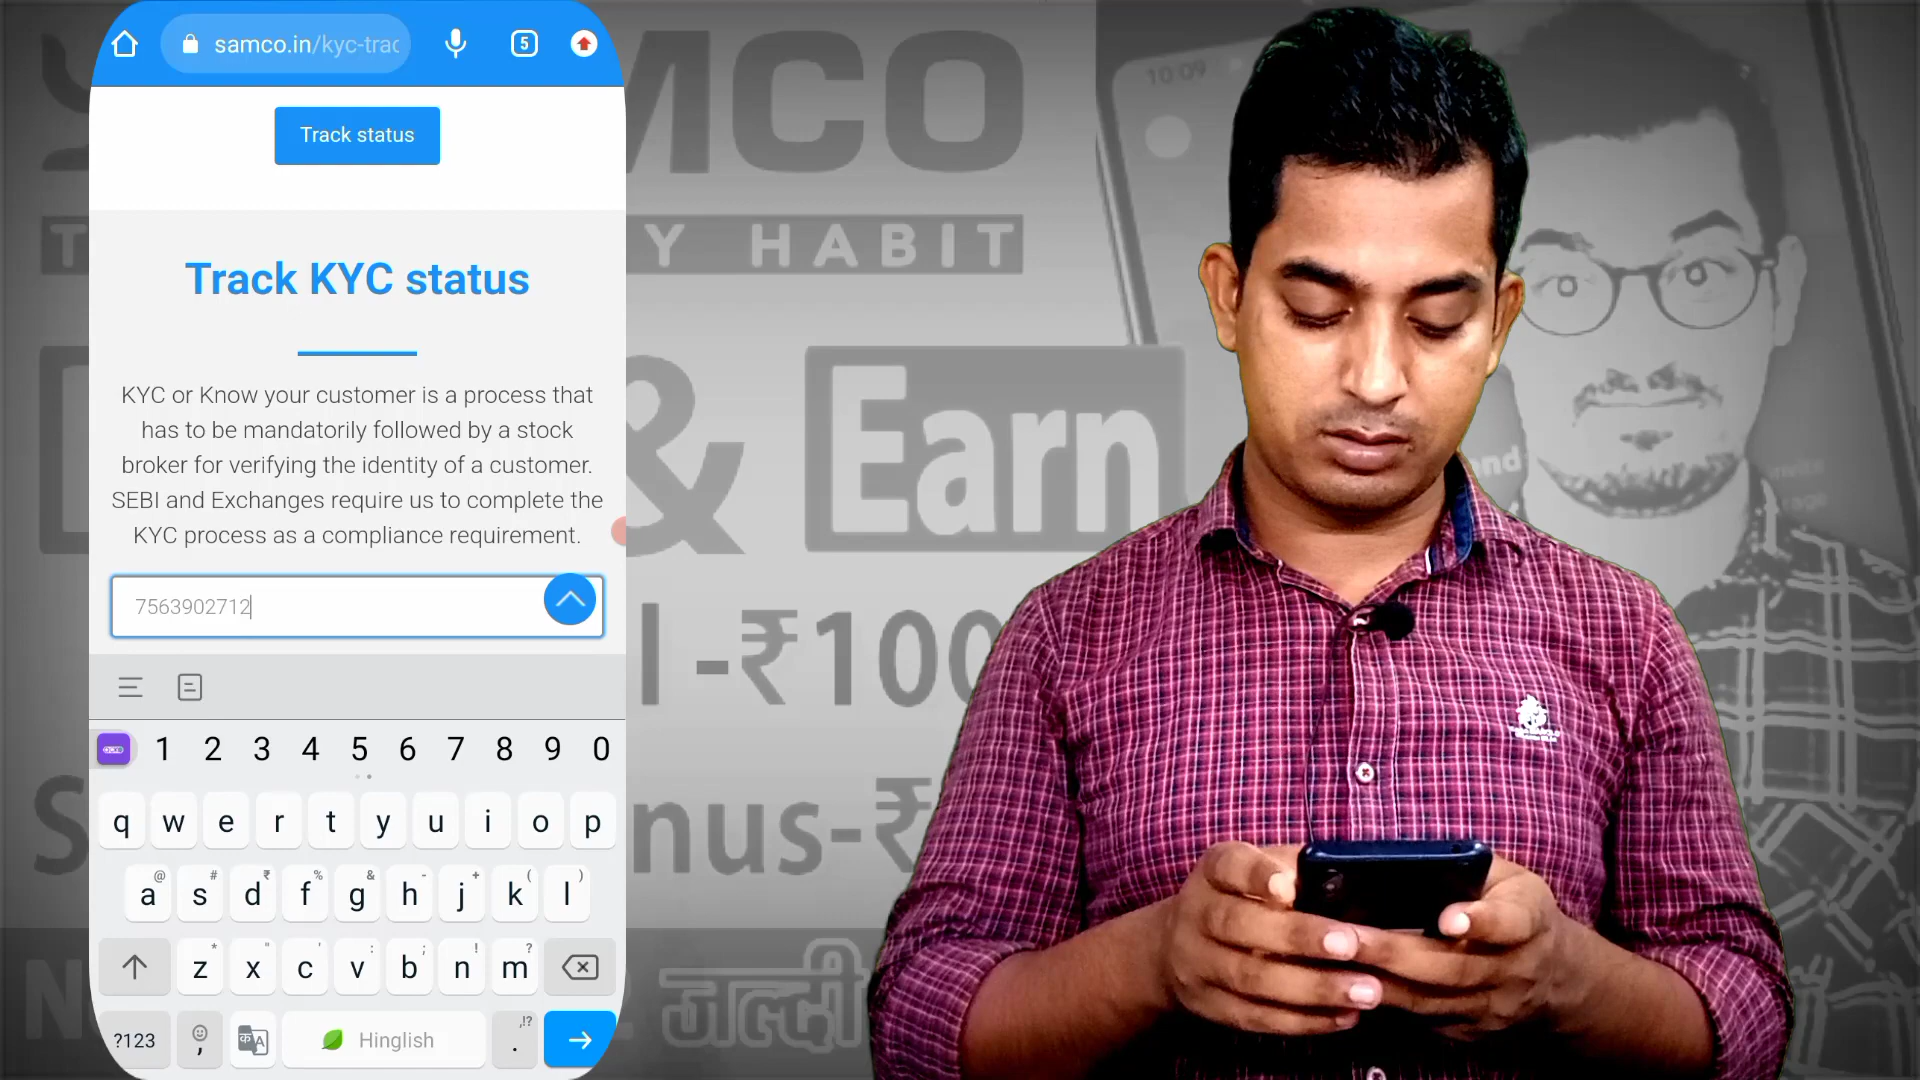 samco.in/kyc-trac
5
Track status
Track KYC status
KYC or Know your customer is a process that
has to be mandatorily followed by a stock
broker for verifying the identity of a customer.
SEBI and Exchanges require us to complete the
KYC process as a compliance requirement.
7563902712
1 2 3 4 5 6 7 8 9 0
q w e r t y u i o p
@ # ₹ % & - + ( )
a s d f g h j k l
* " ' : ; ! ?
z x c v b n m
?123 , Hinglish . ,!?
MCO
Y HABIT
10:09
& Earn
l -₹100
nus-₹
जल्दी